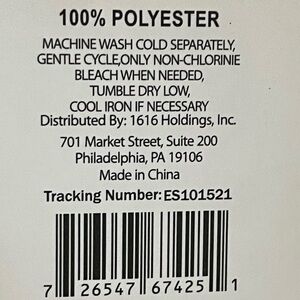 100% POLYESTER
MACHINE WASH COLD SEPARATELY,
GENTLE CYCLE,ONLY NON-CHLORINIE
BLEACH WHEN NEEDED,
TUMBLE DRY LOW,
COOL IRON IF NECESSARY
Distributed By: 1616 Holdings, Inc.
701 Market Street, Suite 200
Philadelphia, PA 19106
Made in China
Tracking Number:ES101521
7 26547 67425 1